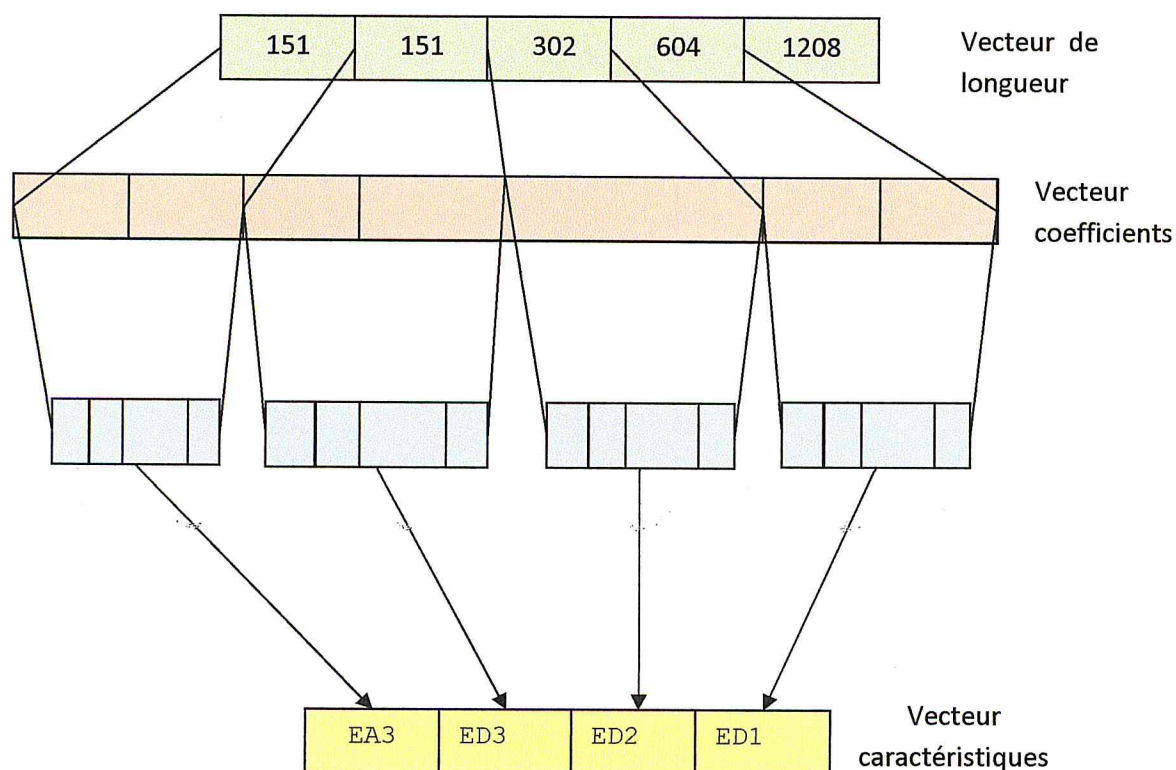 151 151 302 604 1208
Vecteur de
longueur
Vecteur
coefficients
EA3 ED3 ED2 ED1
Vecteur
caractéristiques